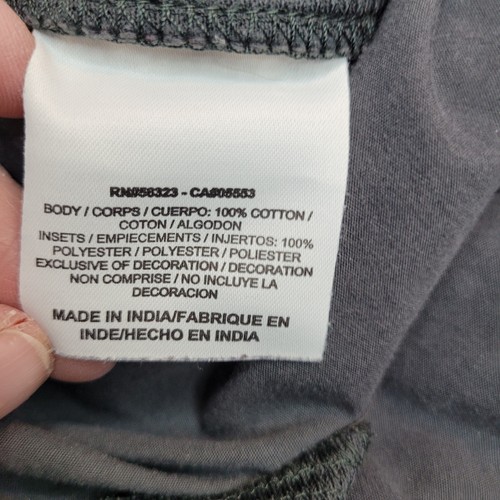 RN#58323 - CA#05553
BODY / CORPS / CUERPO: 100% COTTON /
COTON / ALGODON
INSETS / EMPIECEMENTS / INJERTOS: 100%
POLYESTER / POLYESTER / POLIESTER
EXCLUSIVE OF DECORATION / DECORATION
NON COMPRISE / NO INCLUYE LA
DECORACION
MADE IN INDIA/FABRIQUE EN
INDE/HECHO EN INDIA